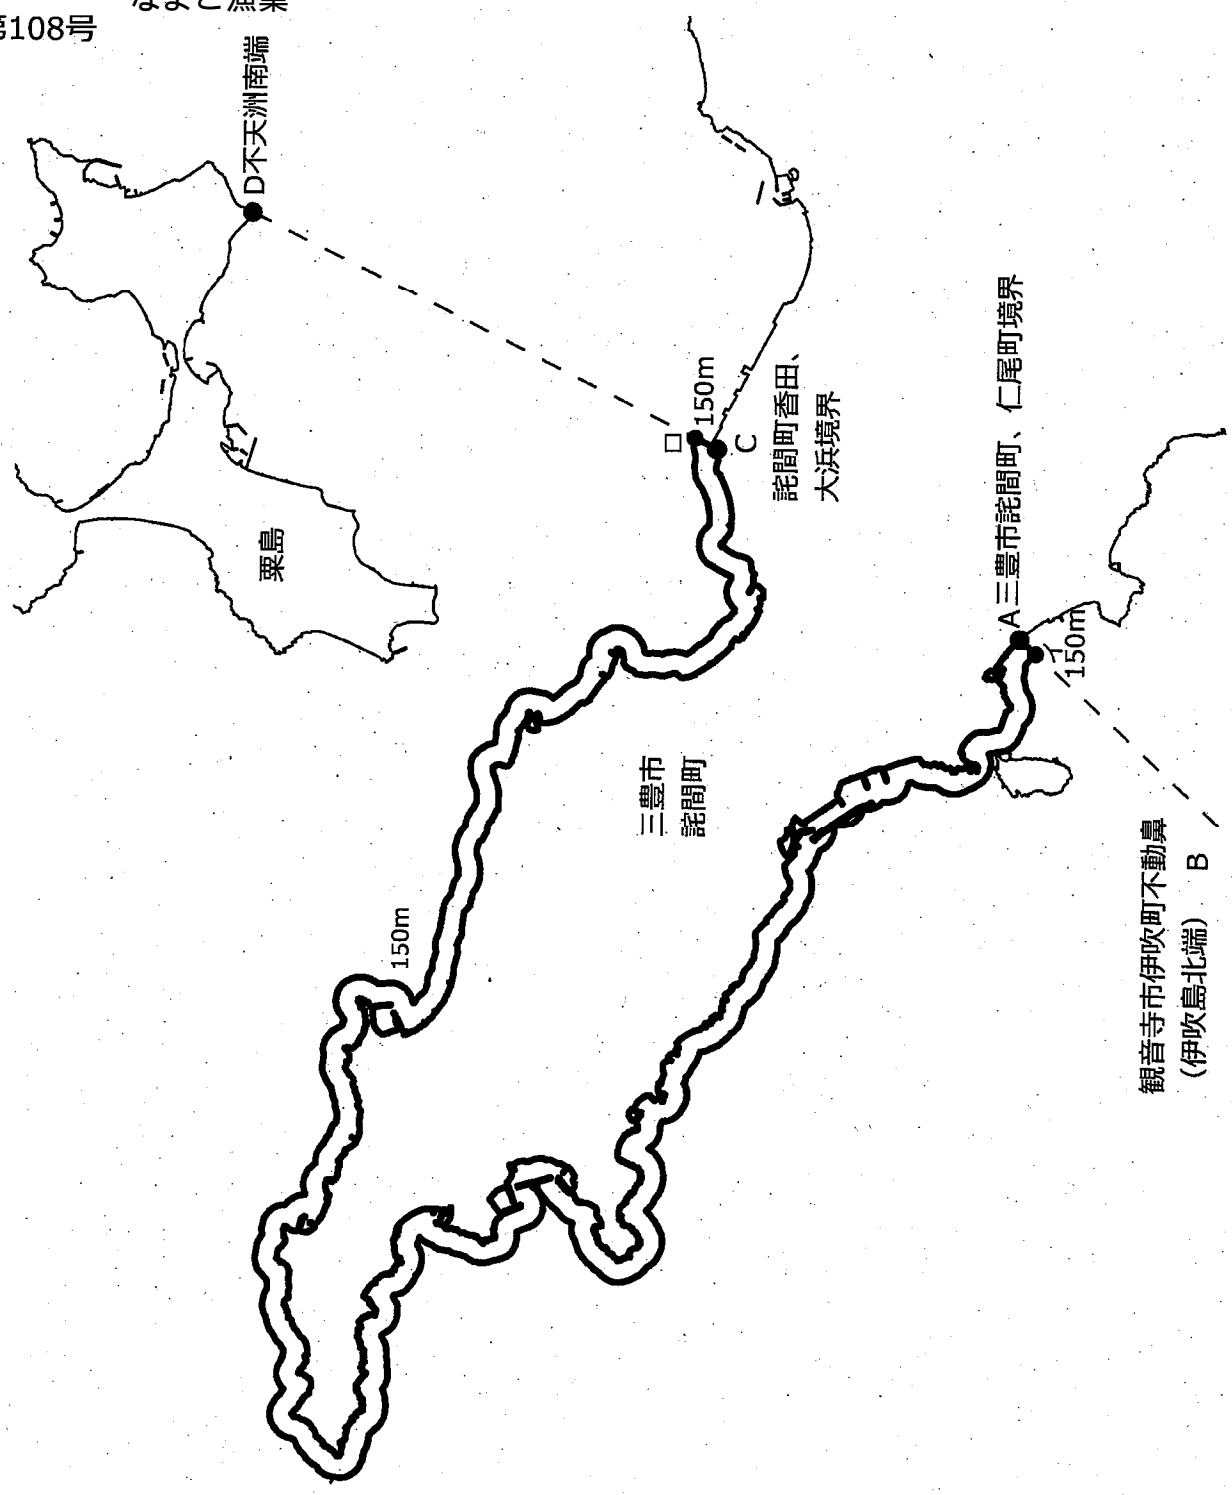 なまこ漁業
第108号
D不天洲南端
粟島
150m
ロ
C
詫間町香田、
大浜境界
A三豊市詫間町、仁尾町境界
イ
150m
三豊市
詫間町
150m
観音寺市伊吹町不動鼻
(伊吹島北端) B